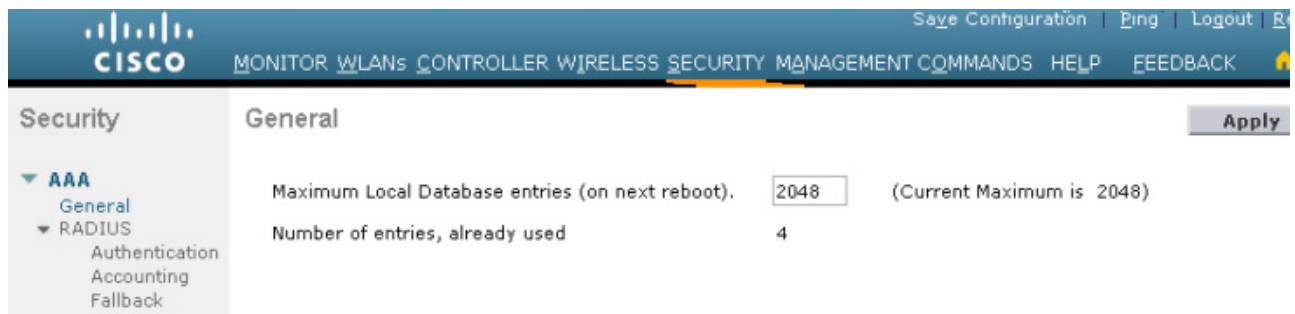 Save Configuration | Ping | Logout | Re
CISCO
MONITOR WLANs CONTROLLER WIRELESS SECURITY MANAGEMENT COMMANDS HELP FEEDBACK
Security
General
Apply
AAA
General
RADIUS
Authentication
Accounting
Fallback
Maximum Local Database entries (on next reboot). 2048 (Current Maximum is 2048)
Number of entries, already used 4